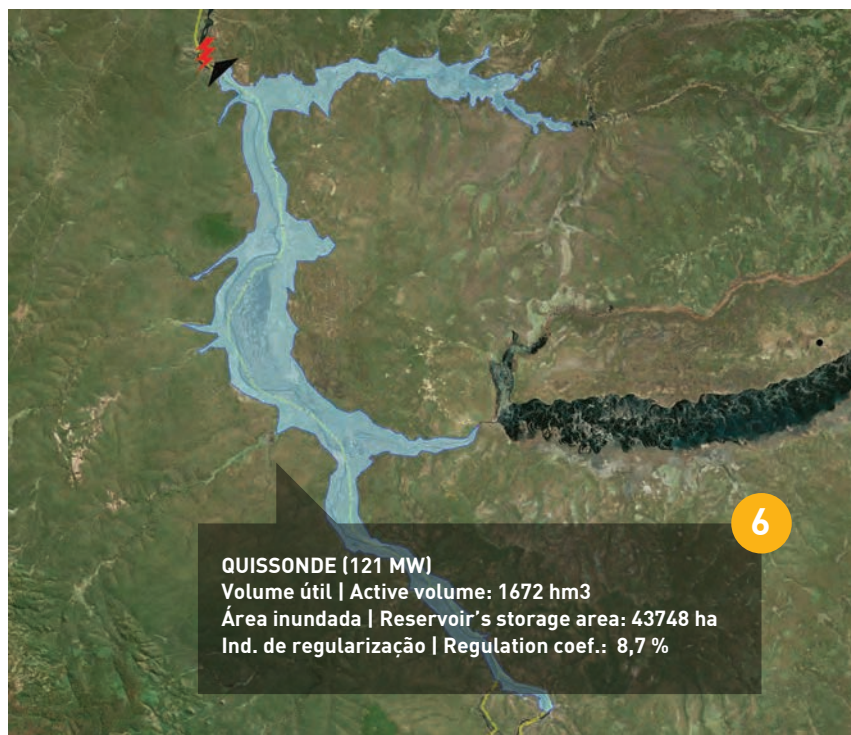 6
QUISSONDE (121 MW)
Volume útil | Active volume: 1672 hm3
Área inundada | Reservoir's storage area: 43748 ha
Ind. de regularização | Regulation coef.: 8,7 %